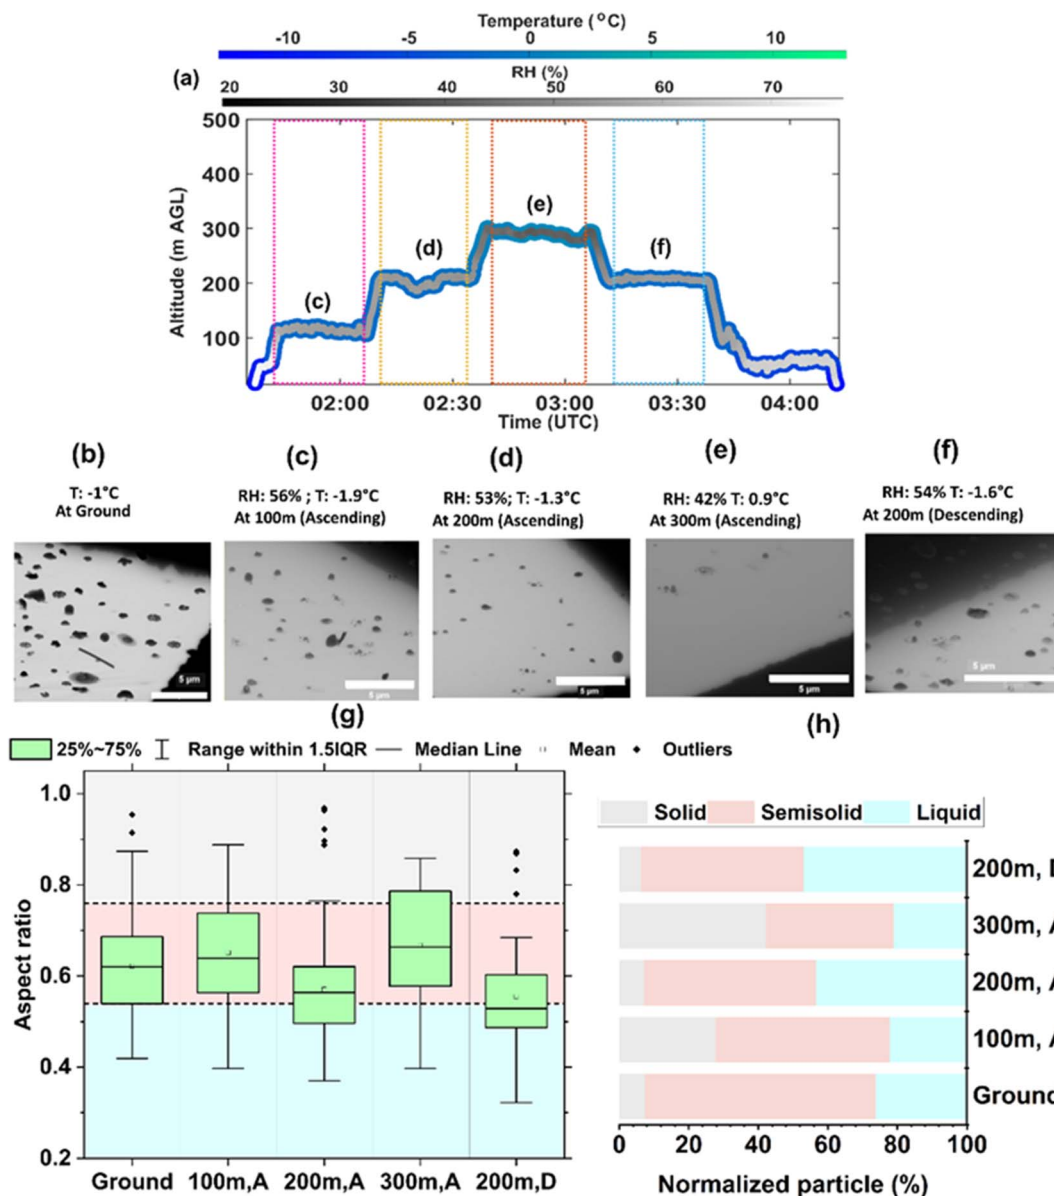 Temperature (°C)
-10 -5 0 5 10
RH (%)
(a)
20 30 40 50 60 70
500
400
300
200
100
Altitude (m AGL)
(c)
(d)
(e)
(f)
02:00 02:30 03:00 03:30 04:00
Time (UTC)
(b) (c) (d) (e) (f)
T: -1°C
At Ground
RH: 56% ; T: -1.9°C
At 100m (Ascending)
RH: 53%; T: -1.3°C
At 200m (Ascending)
RH: 42% T: 0.9°C
At 300m (Ascending)
RH: 54% T: -1.6°C
At 200m (Descending)
5 µm
5 µm
5 µm
5 µm
5 µm
(g)
25%~75% Range within 1.5IQR Median Line Mean Outliers
1.0
0.8
0.6
0.4
0.2
Aspect ratio
Ground 100m,A 200m,A 300m,A 200m,D
(h)
Solid Semisolid Liquid
200m,
300m, A
200m, A
100m, A
Ground
0 20 40 60 80 100
Normalized particle (%)